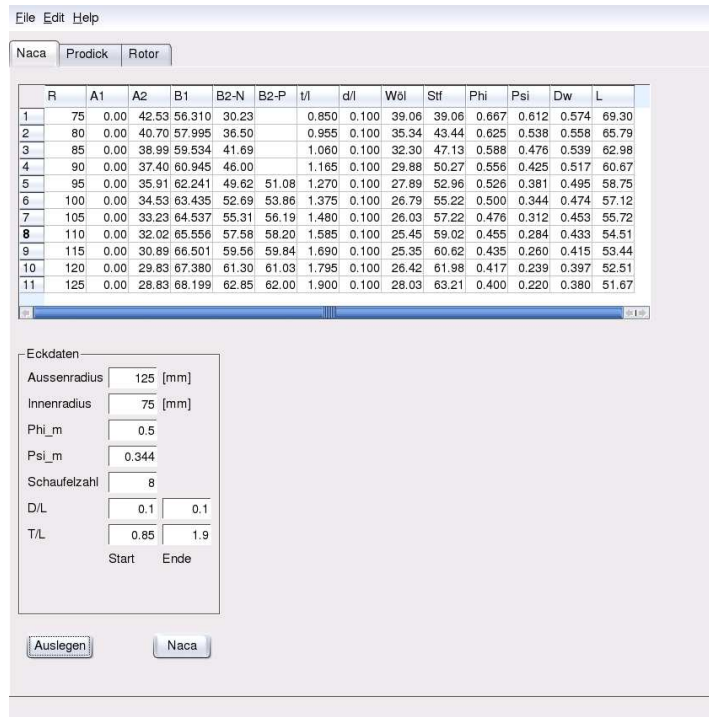 File Edit Help
Naca Prodick Rotor
R A1 A2 B1 B2-N B2-P t/l d/l Wöl Stf Phi Psi Dw L
1 75 0.00 42.53 56.310 30.23 0.850 0.100 39.06 39.06 0.667 0.612 0.574 69.30
2 80 0.00 40.70 57.995 36.50 0.955 0.100 35.34 43.44 0.625 0.538 0.558 65.79
3 85 0.00 38.99 59.534 41.69 1.060 0.100 32.30 47.13 0.588 0.476 0.539 62.98
4 90 0.00 37.40 60.945 46.00 1.165 0.100 29.88 50.27 0.556 0.425 0.517 60.67
5 95 0.00 35.91 62.241 49.62 51.08 1.270 0.100 27.89 52.96 0.526 0.381 0.495 58.75
6 100 0.00 34.53 63.435 52.69 53.86 1.375 0.100 26.79 55.22 0.500 0.344 0.474 57.12
7 105 0.00 33.23 64.537 55.31 56.19 1.480 0.100 26.03 57.22 0.476 0.312 0.453 55.72
8 110 0.00 32.02 65.556 57.58 58.20 1.585 0.100 25.45 59.02 0.455 0.284 0.433 54.51
9 115 0.00 30.89 66.501 59.56 59.84 1.690 0.100 25.35 60.62 0.435 0.260 0.415 53.44
10 120 0.00 29.83 67.380 61.30 61.03 1.795 0.100 26.42 61.98 0.417 0.239 0.397 52.51
11 125 0.00 28.83 68.199 62.85 62.00 1.900 0.100 28.03 63.21 0.400 0.220 0.380 51.67
Eckdaten
Aussenradius 125 [mm]
Innenradius 75 [mm]
Phi_m 0.5
Psi_m 0.344
Schaufelzahl 8
D/L 0.1 0.1
T/L 0.85 1.9
Start Ende
Auslegen Naca